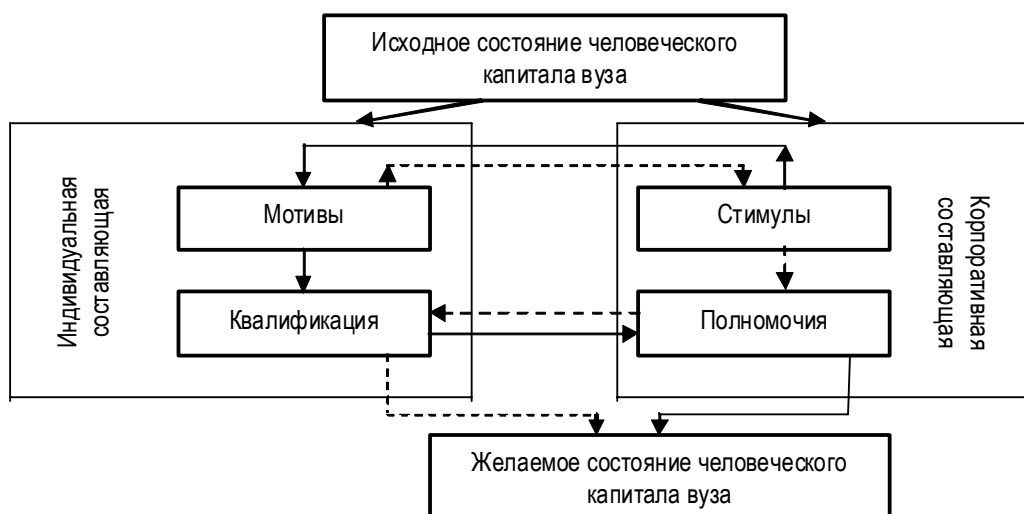 Исходное состояние человеческого
капитала вуза
Индивидуальная
составляющая
Мотивы
Стимулы
Квалификация
Полномочия
Корпоративная
составляющая
Желаемое состояние человеческого
капитала вуза